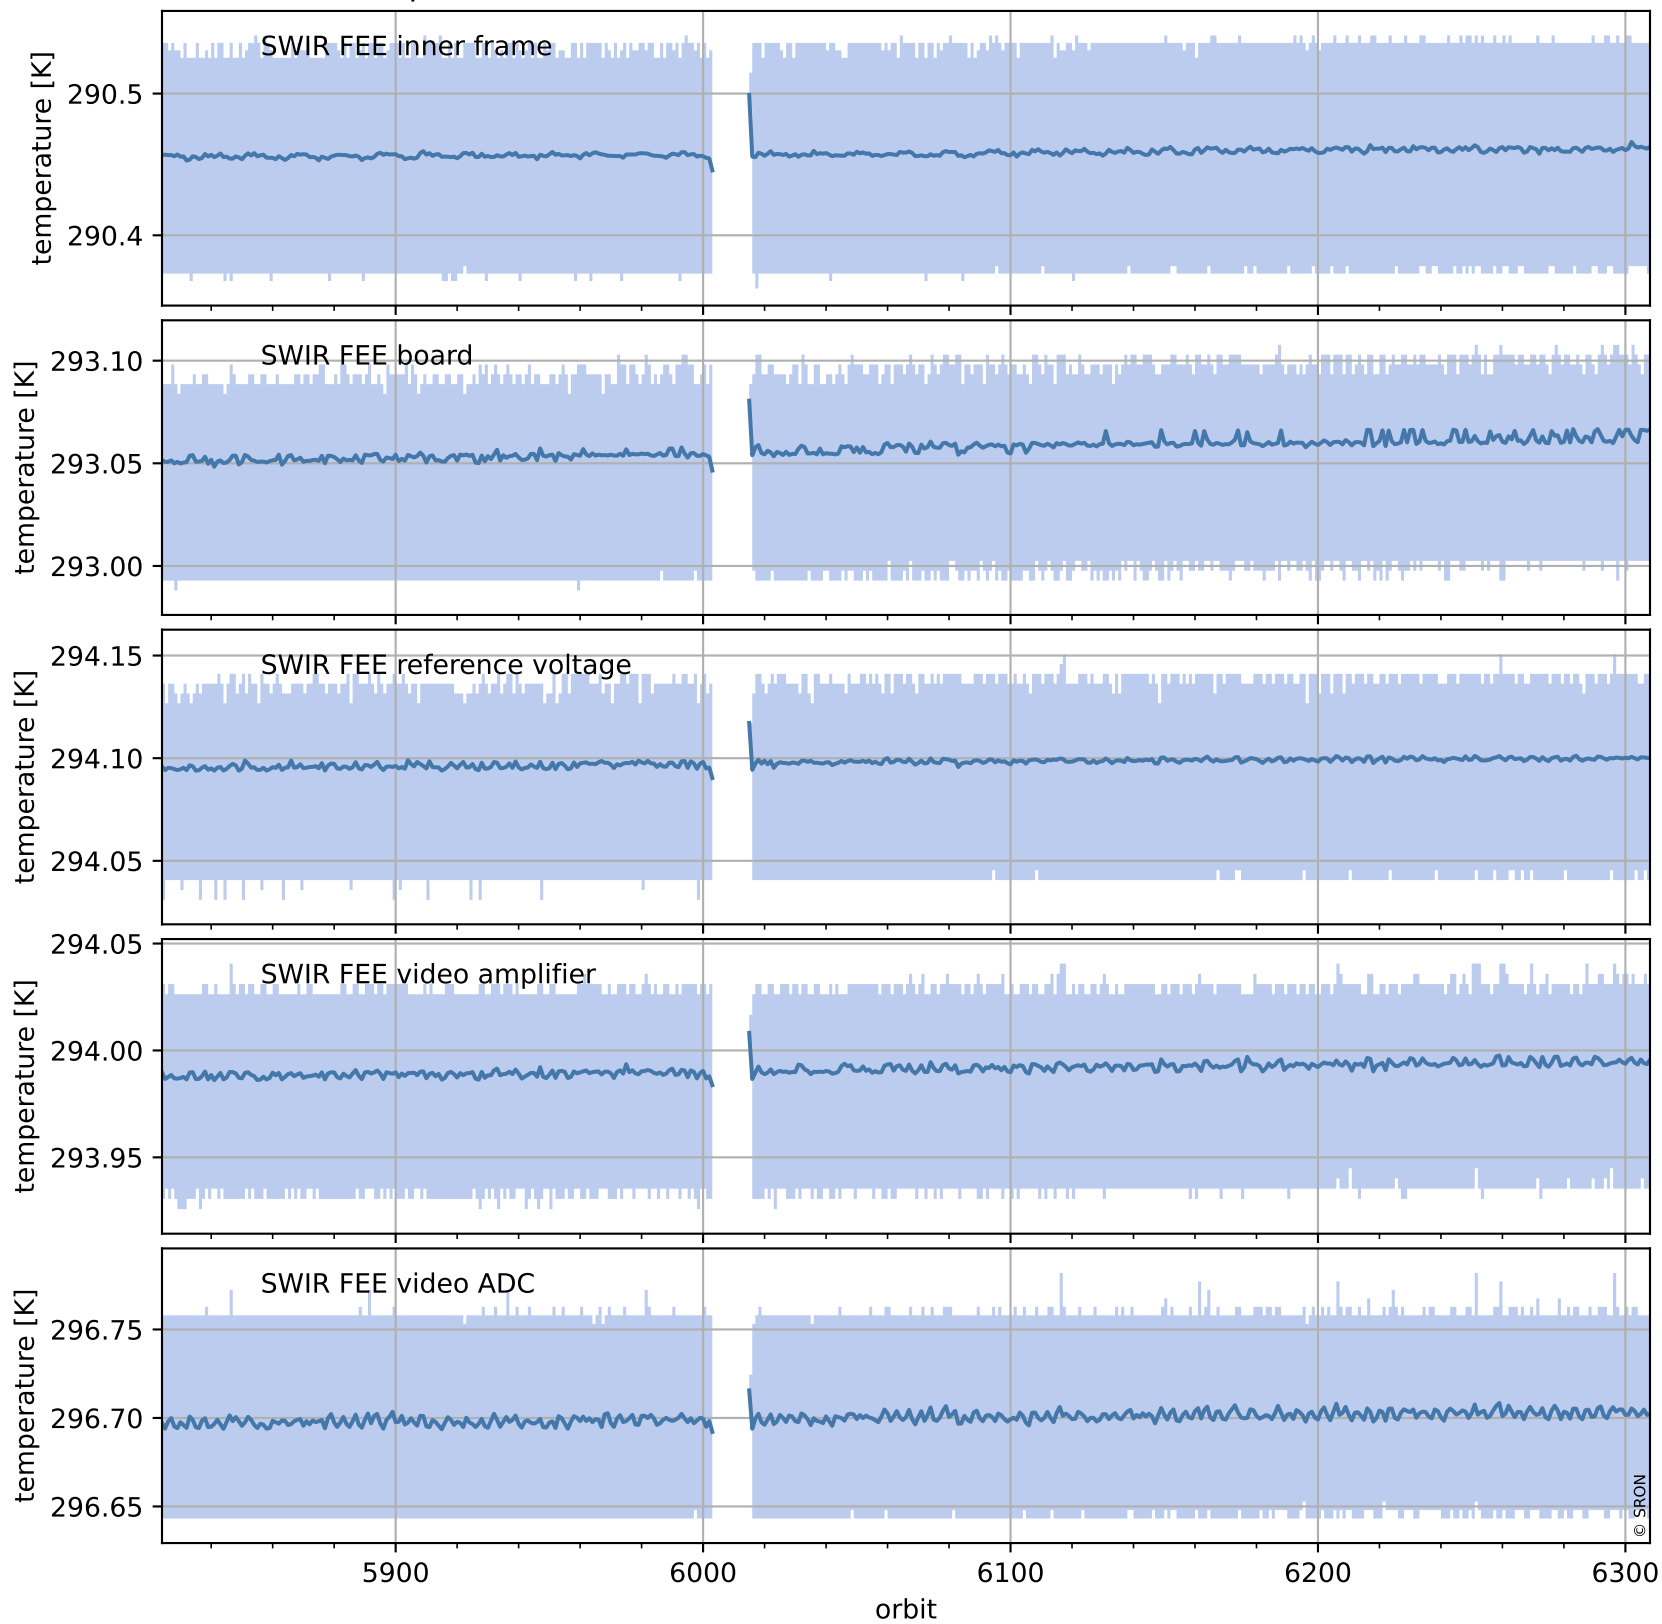 SWIR FEE inner frame
temperature [K]
290.5
290.4
SWIR FEE board
temperature [K]
293.10
293.05
293.00
SWIR FEE reference voltage
temperature [K]
294.15
294.10
294.05
SWIR FEE video amplifier
temperature [K]
294.05
294.00
293.95
SWIR FEE video ADC
temperature [K]
296.75
296.70
296.65
© SRON
5900
6000
6100
6200
6300
orbit